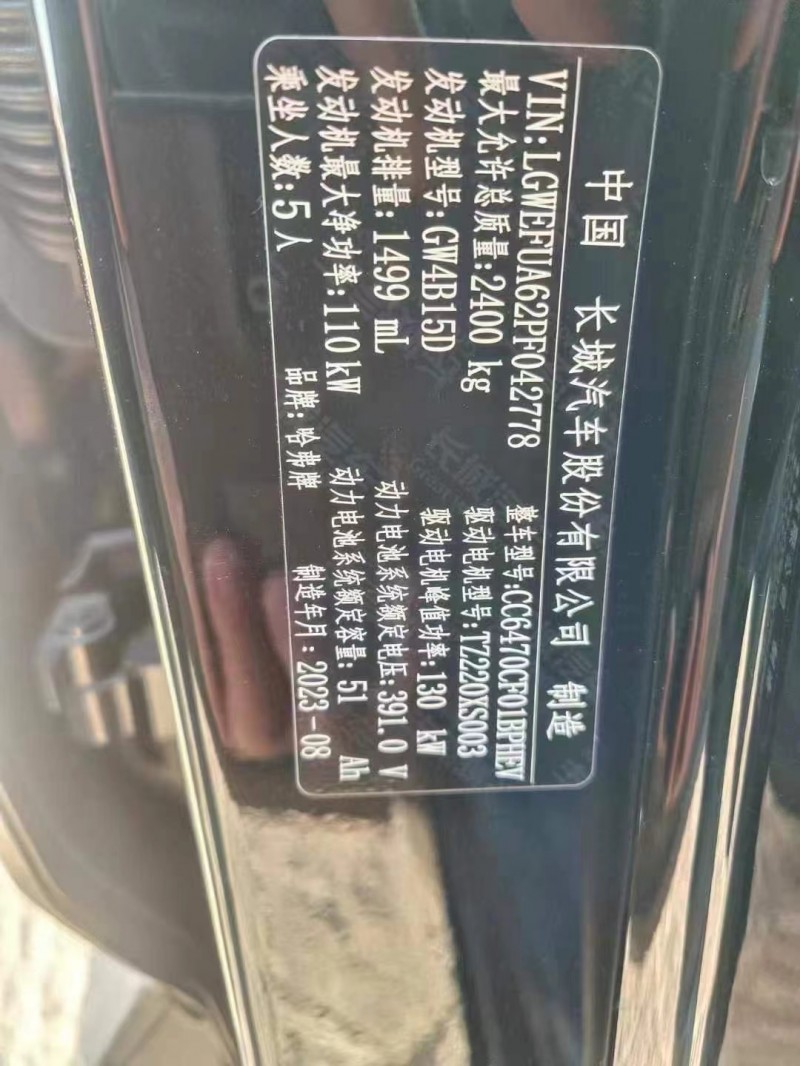 中国 长城汽车股份有限公司 制造
VIN:LGWEFUA62PF042778
整车型号:CC6470CF01BPHEV
最大允许总质量:2400 kg
驱动电机型号:TZ220XS003
发动机型号:GW4B15D
驱动电机峰值功率:130 kW
发动机排量:1499 mL
动力电池系统额定电压:391.0 V
发动机最大净功率:110kW
动力电池系统额定容量:51 Ah
乘坐人数:5人
品牌:哈弗牌
制造年月:2023-08